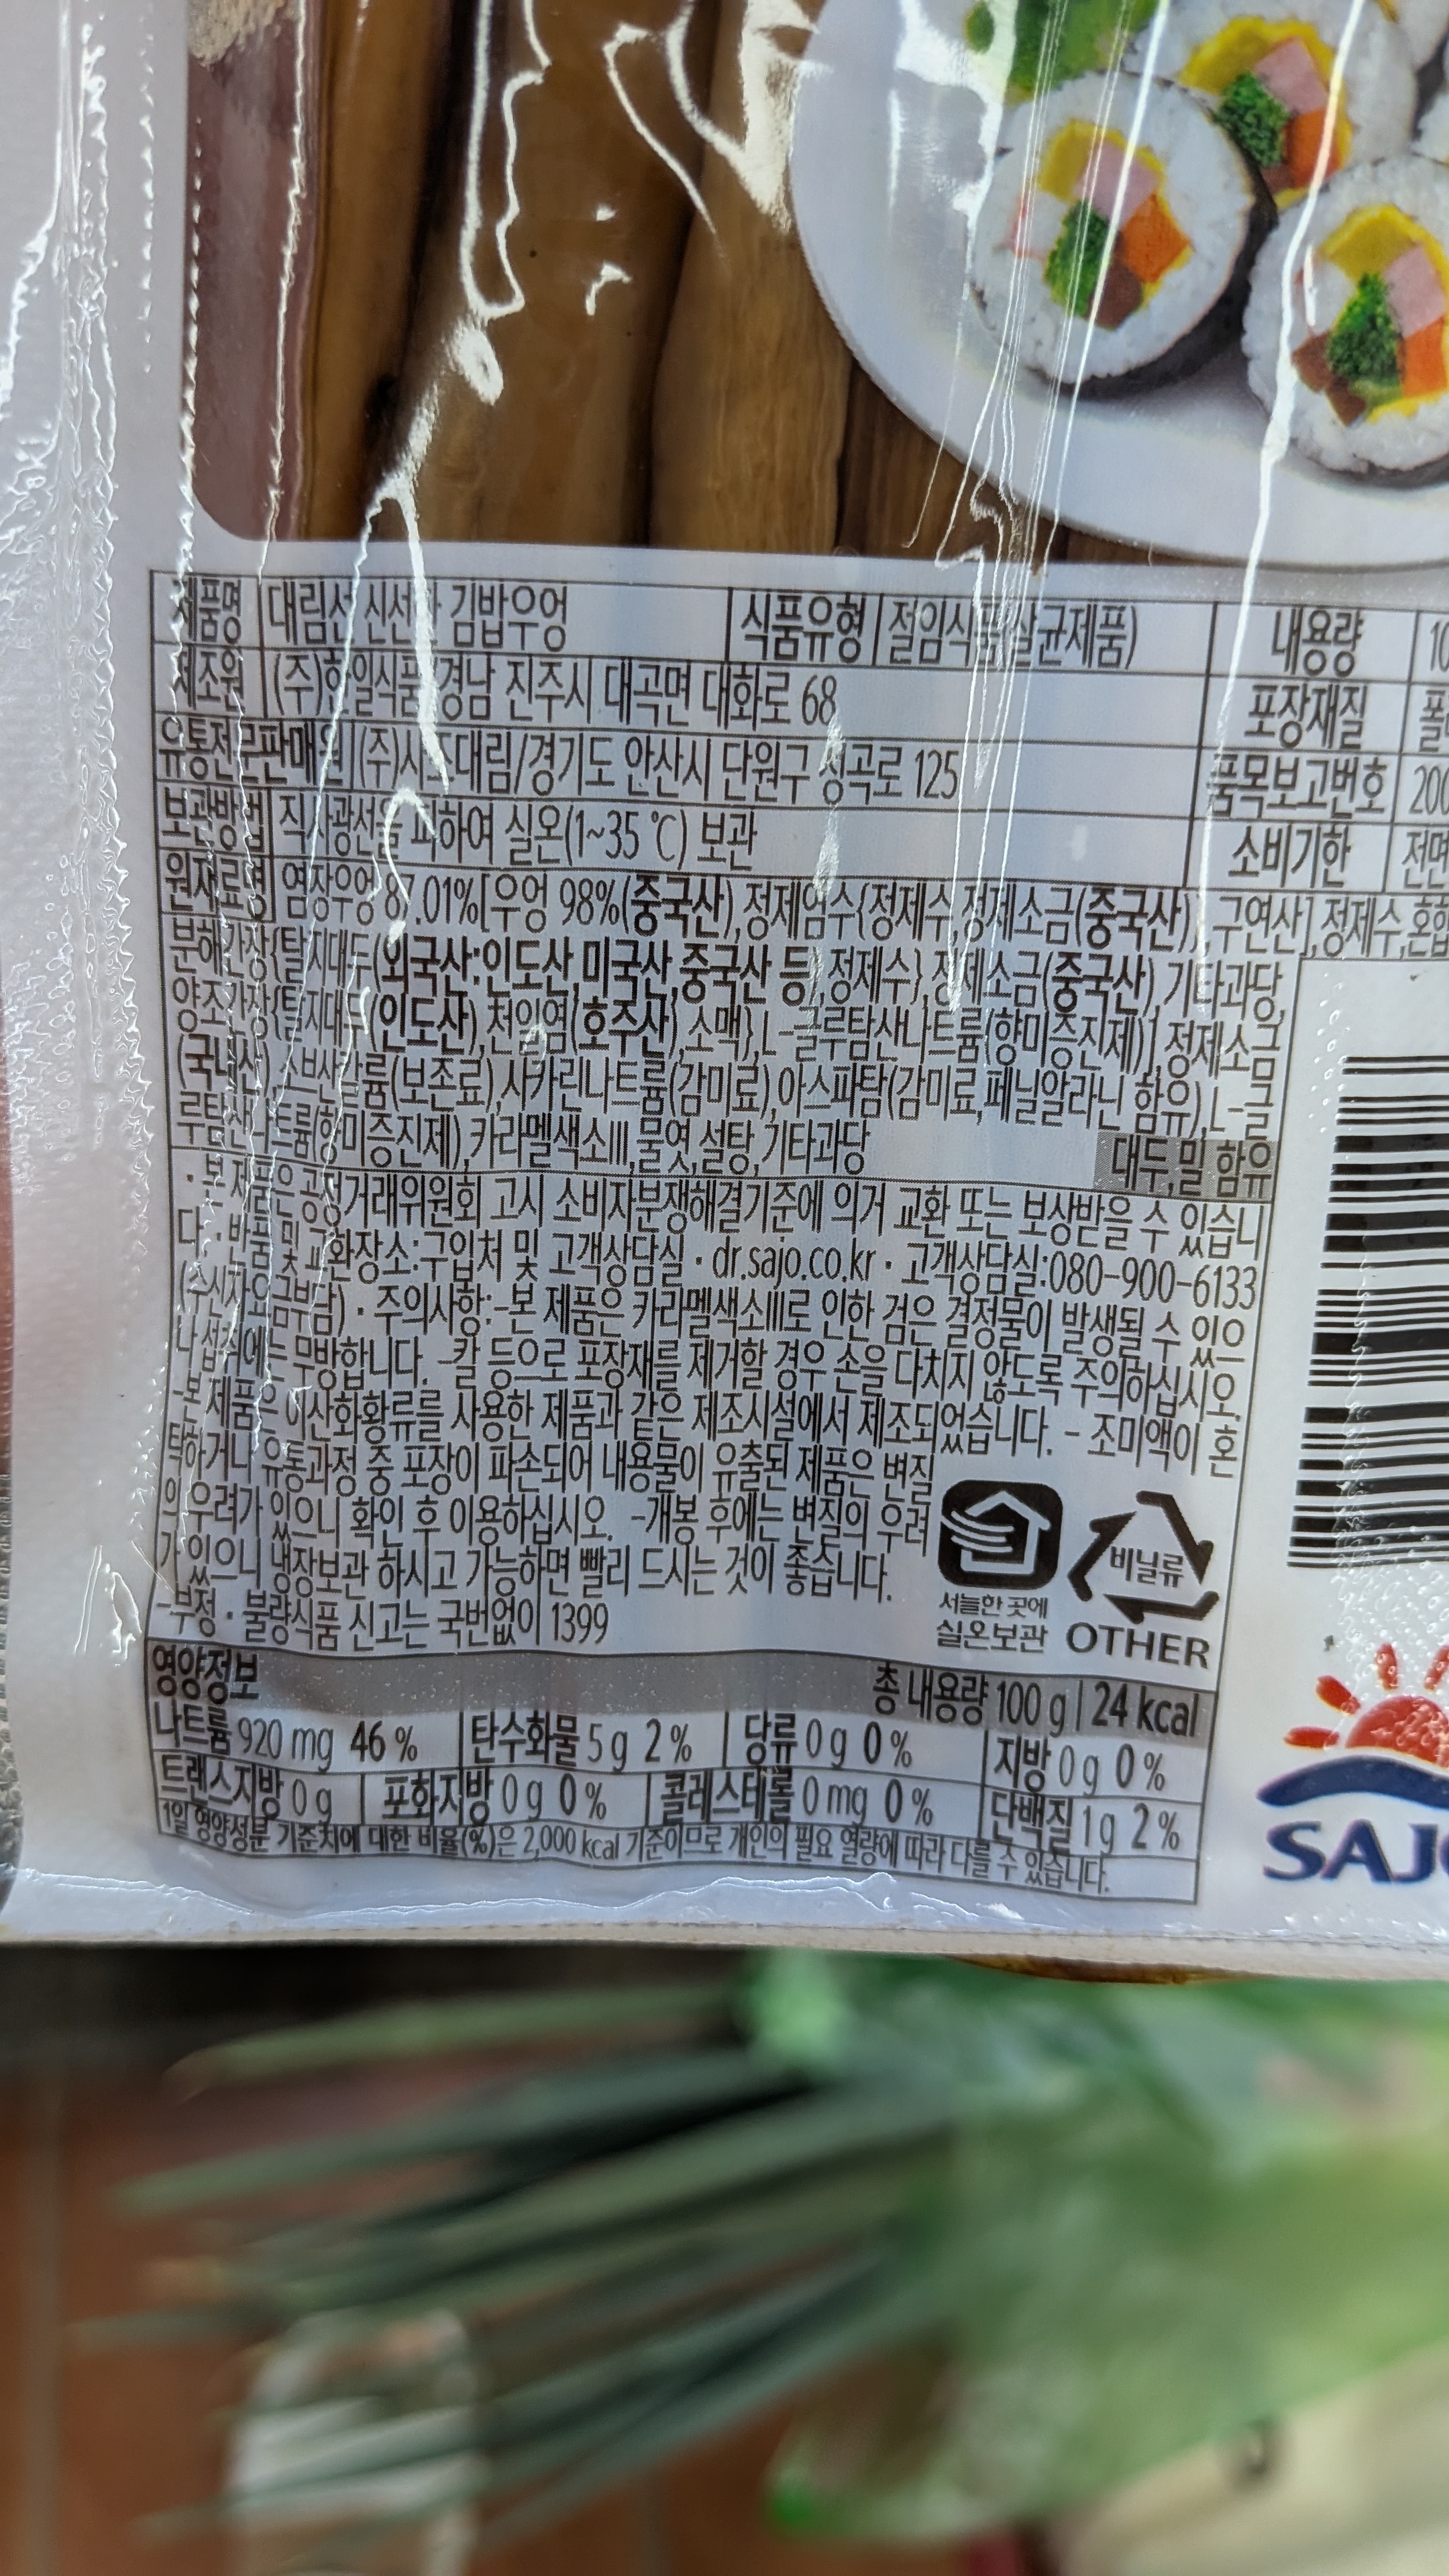 제품명 대림선 신선한 김밥우엉 식품유형 절임식품(살균제품) 내용량
제조원 (주)한일식품/경남 진주시 대곡면 대화로 68 포장재질
유통전문판매원 (주)사조대림/경기도 안산시 단원구 성곡로 125 품목보고번호
보관방법 직사광선을 피하여 실온(1~35 ℃) 보관 소비기한
원재료명 염장우엉 87.01%[우엉 98%(중국산),정제염수{정제수,정제소금(중국산)},구연산],정제수,혼합
분해간장{탈지대두(외국산:인도산,미국산,중국산 등),정제수},정제소금(중국산),기타과당,
양조간장{탈지대두(인도산),천일염(호주산),소맥},L-글루탐산나트륨(향미증진제)],정제소금
(국내산),소브산칼륨(보존료),사카린나트륨(감미료),아스파탐(감미료,페닐알라닌 함유),L-글
루탐산나트륨(향미증진제),카라멜색소III,물엿,설탕,기타과당 대두,밀 함유
· 본 제품은 공정거래위원회 고시 소비자분쟁해결기준에 의거 교환 또는 보상받을 수 있습니
다. · 반품 및 교환장소:구입처 및 고객상담실 · dr.sajo.co.kr · 고객상담실:080-900-6133
(수신자요금부담) · 주의사항:-본 제품은 카라멜색소III로 인한 검은 결정물이 발생될 수 있으
나 섭취에는 무방합니다. -칼 등으로 포장재를 제거할 경우 손을 다치지 않도록 주의하십시오.
-본 제품은 이산화황류를 사용한 제품과 같은 제조시설에서 제조되었습니다. - 조미액이 혼
탁하거나 유통과정 중 포장이 파손되어 내용물이 유출된 제품은 변질
의 우려가 있으니 확인 후 이용하십시오. -개봉 후에는 변질의 우려
가 있으니 냉장보관 하시고 가능하면 빨리 드시는 것이 좋습니다.
-부정 · 불량식품 신고는 국번없이 1399
서늘한 곳에
실온보관
비닐류
OTHER
영양정보 총 내용량 100 g | 24 kcal
나트륨 920 mg 46 % 탄수화물 5 g 2 % 당류 0 g 0 % 지방 0 g 0 %
트랜스지방 0 g 포화지방 0 g 0 % 콜레스테롤 0 mg 0 % 단백질 1 g 2 %
1일 영양성분 기준치에 대한 비율(%)은 2,000 kcal 기준이므로 개인의 필요 열량에 따라 다를 수 있습니다.